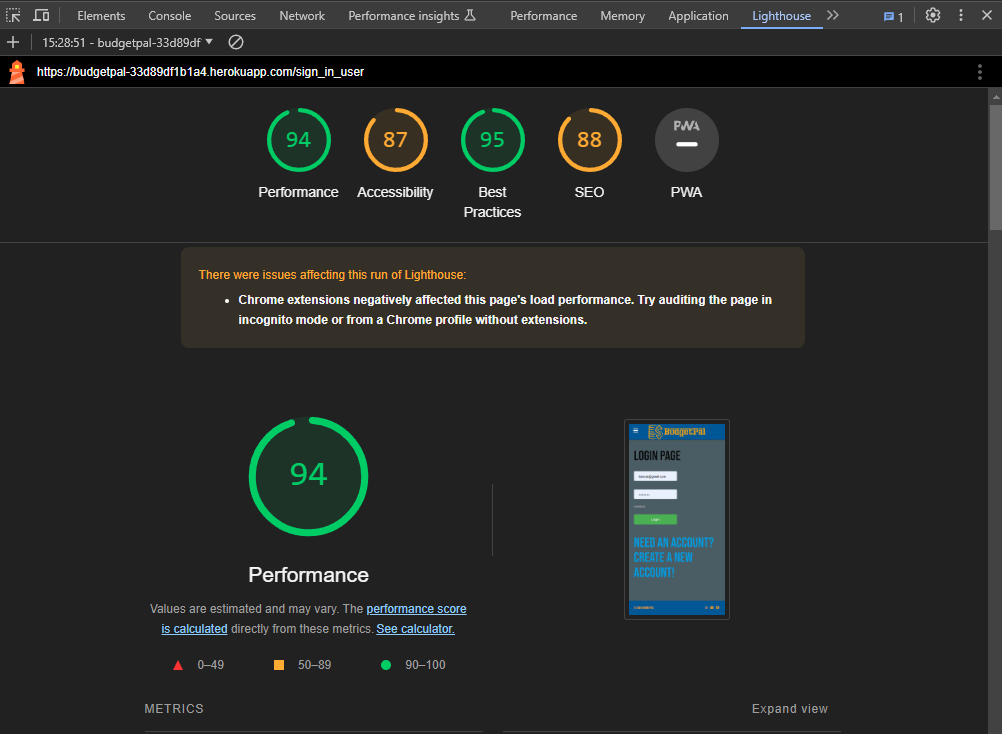 Elements Console Sources Network Performance insights Performance Memory Application Lighthouse 1
15:28:51 - budgetpal-33d89df
https://budgetpal-33d89df1b1a4.herokuapp.com/sign_in_user
94 87 95 88 PWA
Performance Accessibility Best Practices SEO PWA
There were issues affecting this run of Lighthouse:
Chrome extensions negatively affected this page's load performance. Try auditing the page in
incognito mode or from a Chrome profile without extensions.
94
Performance
Values are estimated and may vary. The performance score
is calculated directly from these metrics. See calculator.
0–49 50–89 90–100
BudgetPal
LOGIN PAGE
Login
NEED AN ACCOUNT?
CREATE A NEW
ACCOUNT!
METRICS Expand view